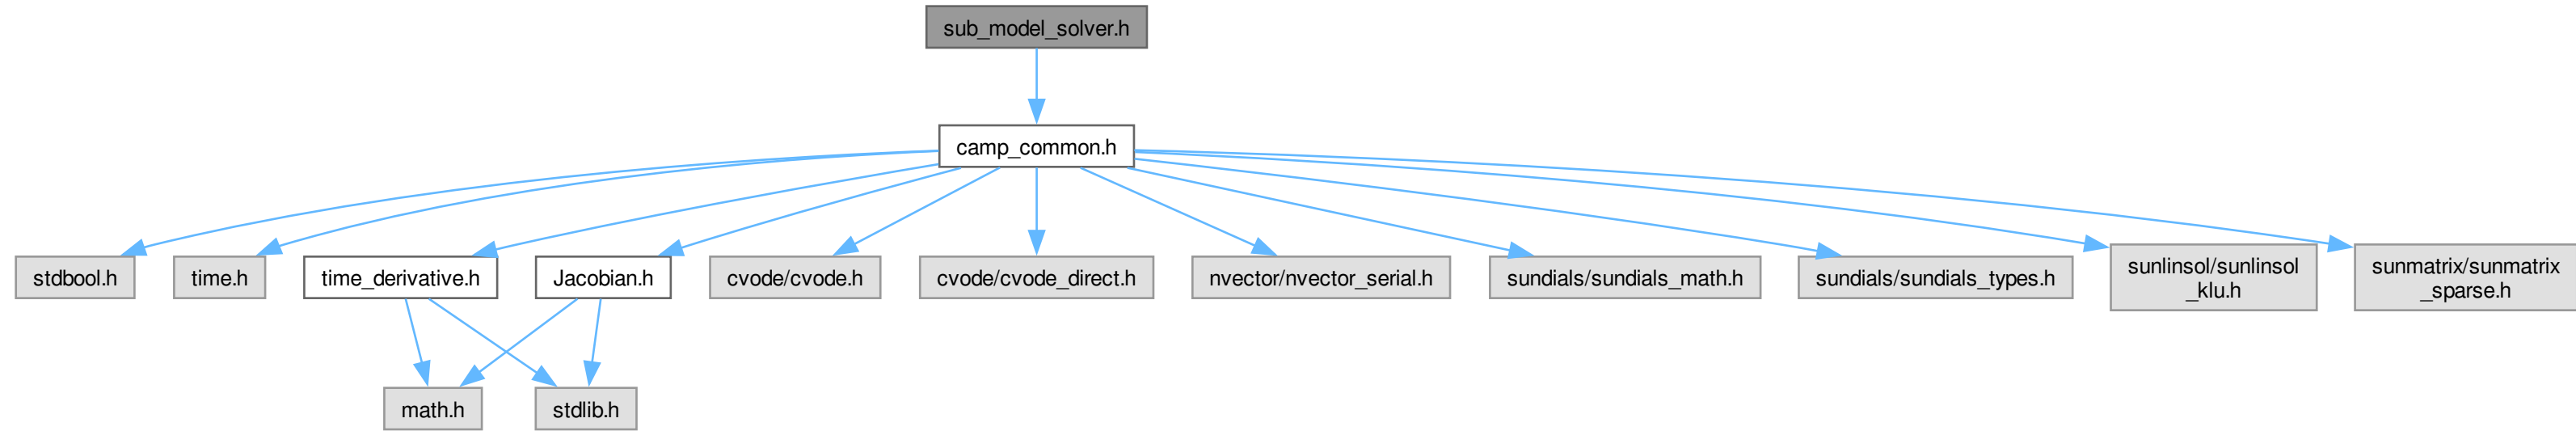 sub_model_solver.h
camp_common.h
stdbool.h
time.h
time_derivative.h
Jacobian.h
cvode/cvode.h
cvode/cvode_direct.h
nvector/nvector_serial.h
sundials/sundials_math.h
sundials/sundials_types.h
sunlinsol/sunlinsol
_klu.h
sunmatrix/sunmatrix
_sparse.h
math.h
stdlib.h